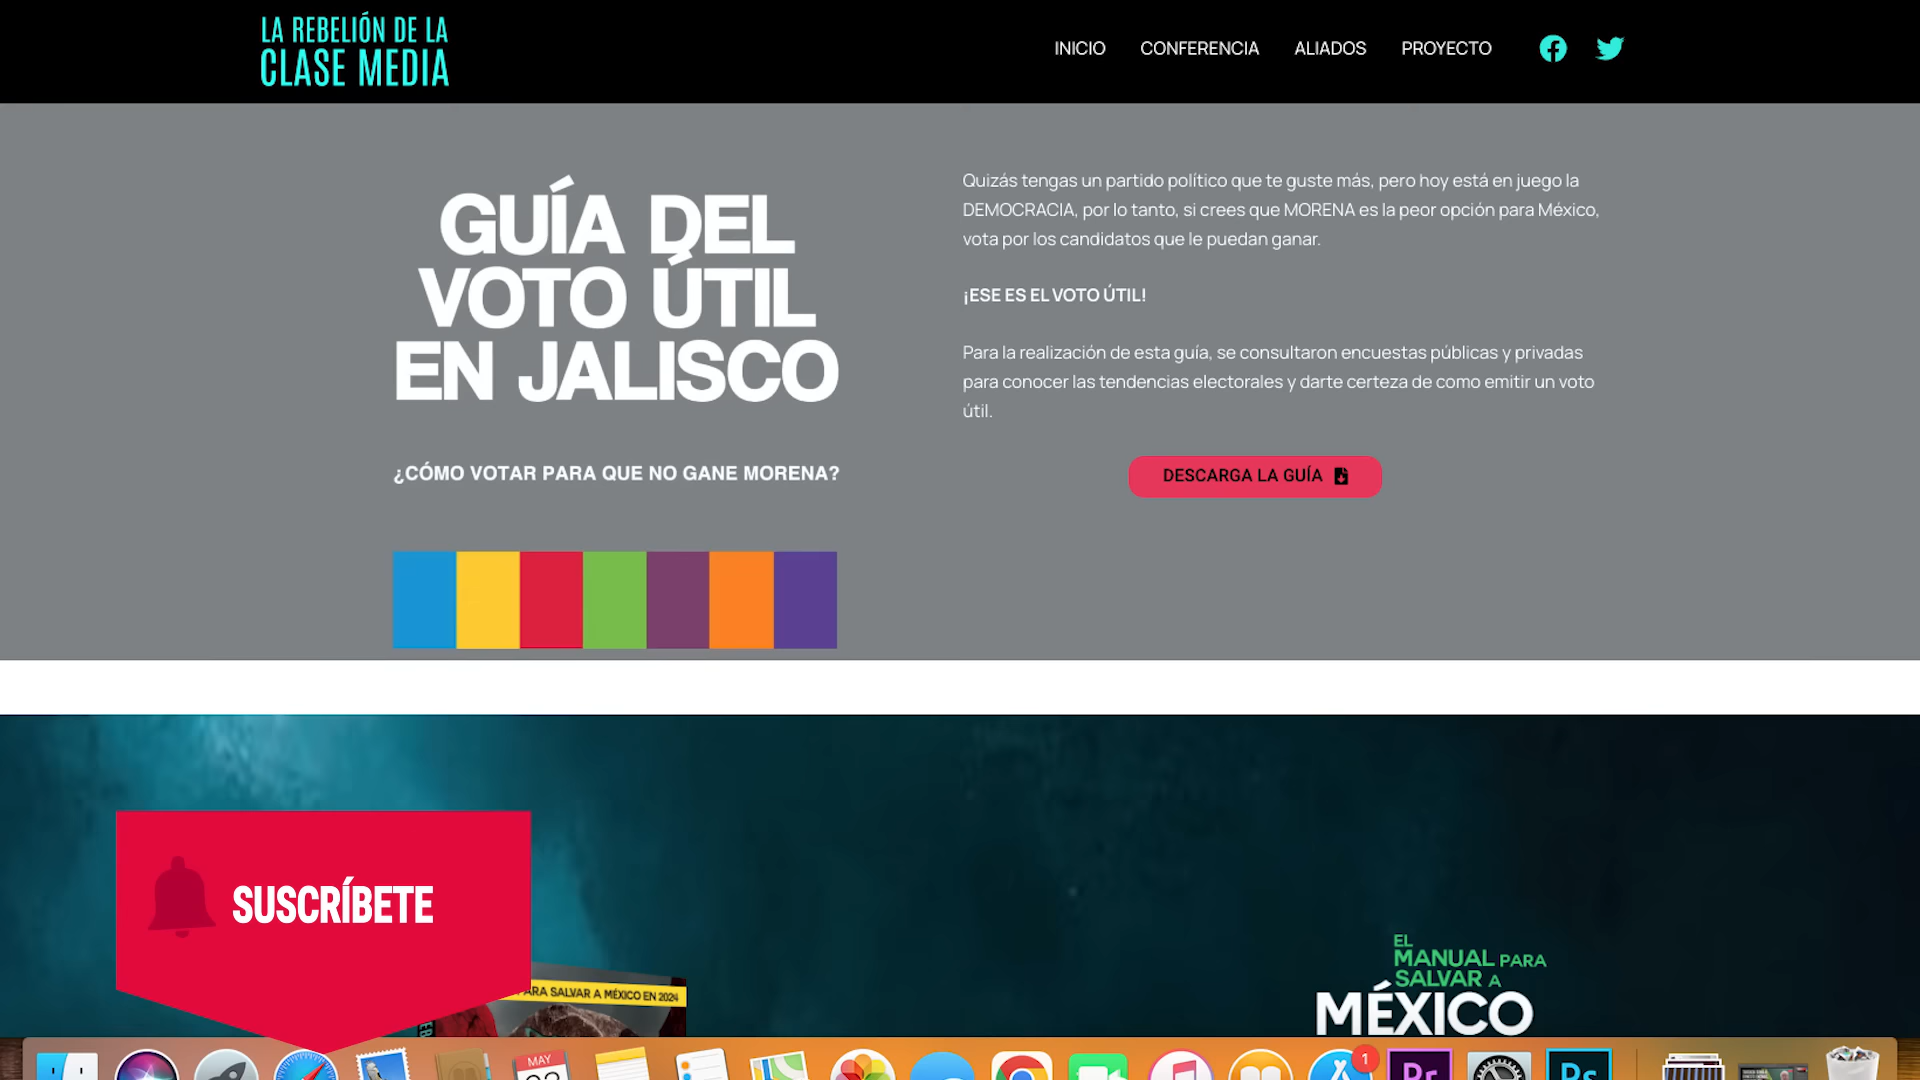 LA REBELIÓN DE LA
CLASE MEDIA
INICIO
CONFERENCIA
ALIADOS
PROYECTO
GUÍA DEL
VOTO ÚTIL
EN JALISCO
¿CÓMO VOTAR PARA QUE NO GANE MORENA?
Quizás tengas un partido político que te guste más, pero hoy está en juego la
DEMOCRACIA, por lo tanto, si crees que MORENA es la peor opción para México,
vota por los candidatos que le puedan ganar.
¡ESE ES EL VOTO ÚTIL!
Para la realización de esta guía, se consultaron encuestas públicas y privadas
para conocer las tendencias electorales y darte certeza de como emitir un voto
útil.
DESCARGA LA GUÍA
SUSCRÍBETE
PARA SALVAR A MÉXICO EN 2024
EL
MANUAL PARA
SALVAR A
MÉXICO
MAY
1
Pr
Ps